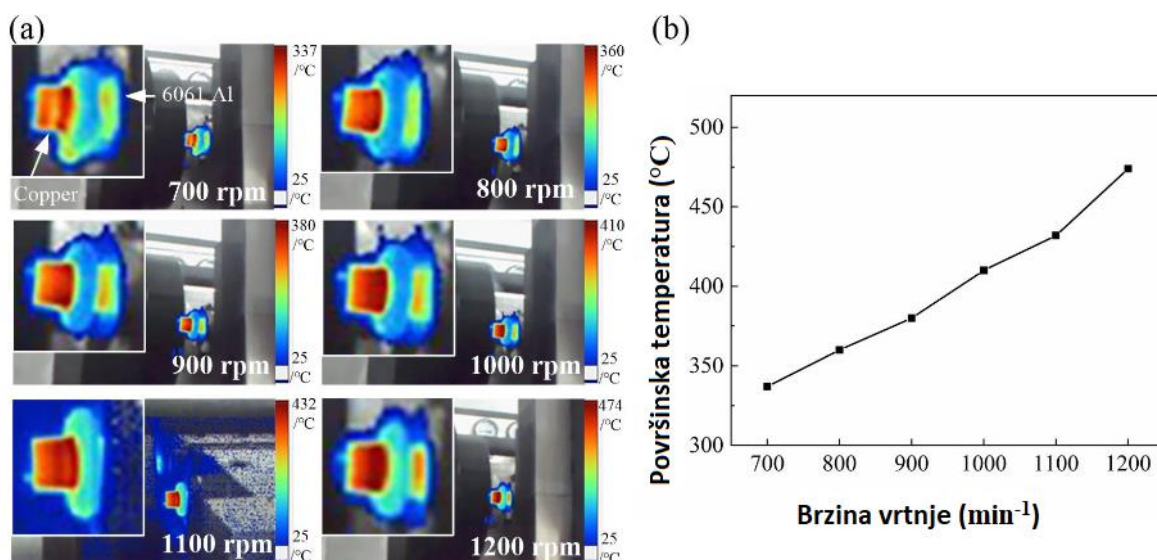 (a)
337
/°C
6061 Al
Copper
700 rpm
25
/°C
360
/°C
800 rpm
25
/°C
380
/°C
900 rpm
25
/°C
410
/°C
1000 rpm
25
/°C
432
/°C
1100 rpm
25
/°C
474
/°C
1200 rpm
25
/°C
(b)
Površinska temperatura (°C)
500
450
400
350
300
700 800 900 1000 1100 1200
Brzina vrtnje (min⁻¹)